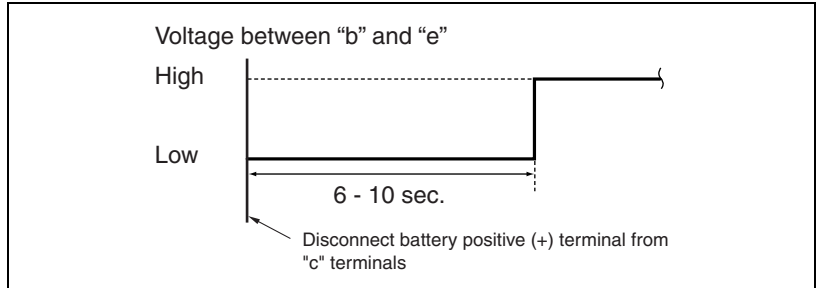 Voltage between “b” and “e”
High
Low
6 - 10 sec.
Disconnect battery positive (+) terminal from
"c" terminals